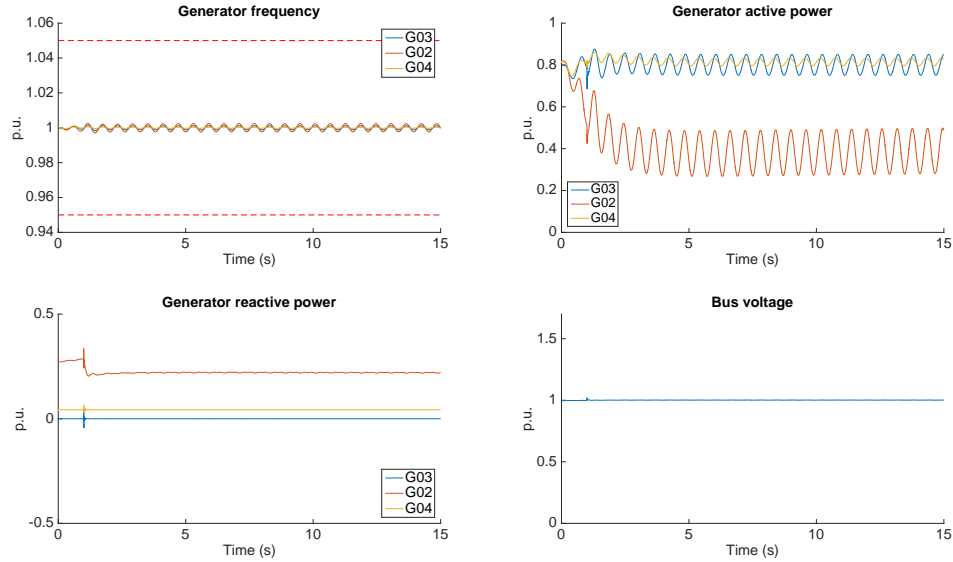 Generator frequency
1.06
1.04
1.02
1
0.98
0.96
0.94
p.u.
0
5
10
15
Time (s)
G03
G02
G04
Generator active power
1
0.8
0.6
0.4
0.2
0
p.u.
0
5
10
15
Time (s)
G03
G02
G04
Generator reactive power
0.5
0
-0.5
p.u.
0
5
10
15
Time (s)
G03
G02
G04
Bus voltage
1.5
1
0.5
0
p.u.
0
5
10
15
Time (s)